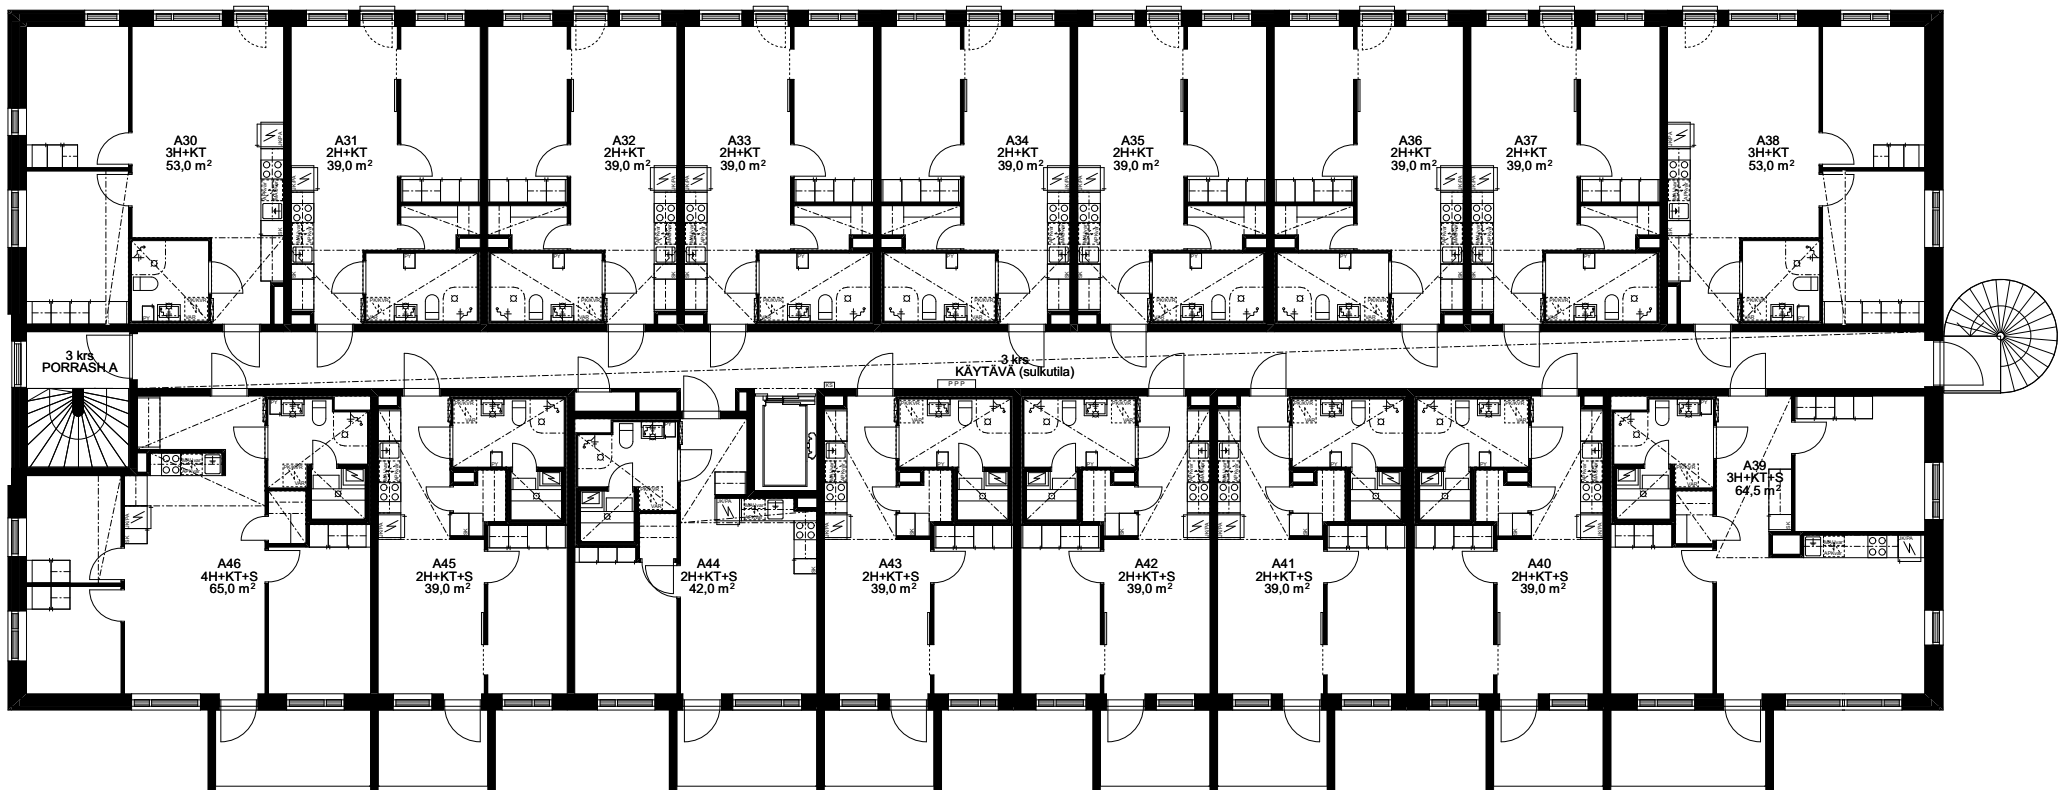 A30
3H+KT
53,0 m²
A31
2H+KT
39,0 m²
A32
2H+KT
39,0 m²
A33
2H+KT
39,0 m²
A34
2H+KT
39,0 m²
A35
2H+KT
39,0 m²
A36
2H+KT
39,0 m²
A37
2H+KT
39,0 m²
A38
3H+KT
53,0 m²
3 krs
PORRASH A
3 krs
KÄYTÄVÄ (sulkutila)
PPP
A46
4H+KT+S
65,0 m²
A45
2H+KT+S
39,0 m²
A44
2H+KT+S
42,0 m²
A43
2H+KT+S
39,0 m²
A42
2H+KT+S
39,0 m²
A41
2H+KT+S
39,0 m²
A40
2H+KT+S
39,0 m²
A39
3H+KT+S
64,5 m²